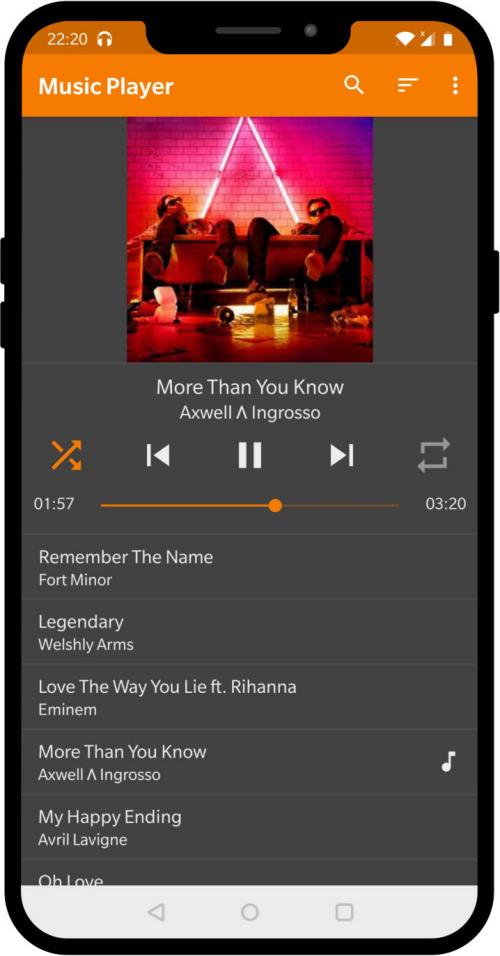 22:20
Music Player
More Than You Know
Axwell Λ Ingrosso
01:57
03:20
Remember The Name
Fort Minor
Legendary
Welshly Arms
Love The Way You Lie ft. Rihanna
Eminem
More Than You Know
Axwell Λ Ingrosso
My Happy Ending
Avril Lavigne
Oh Love